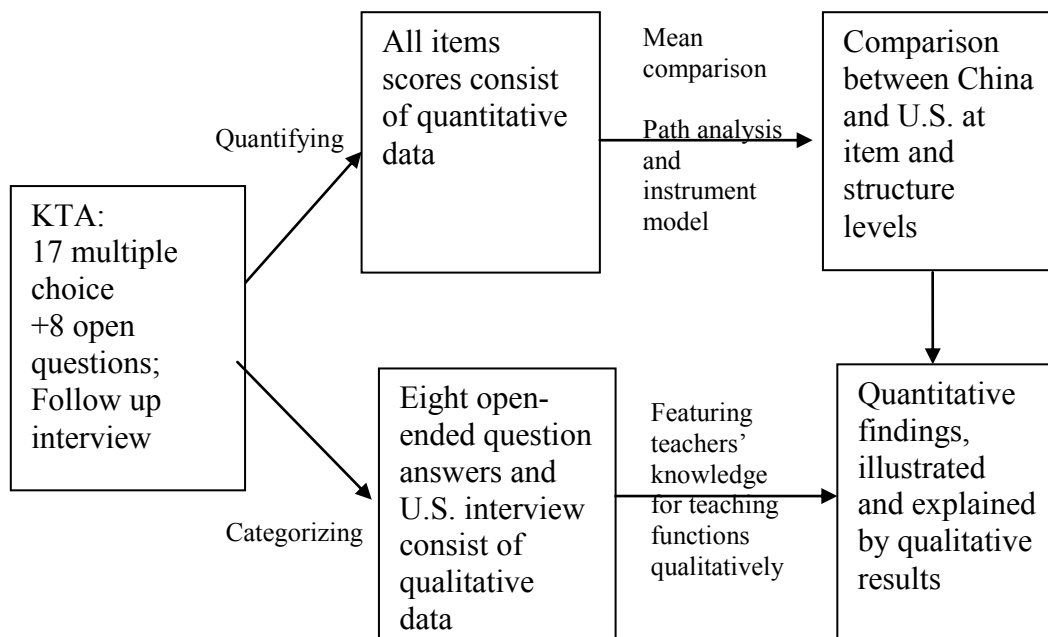 KTA:
17 multiple
choice
+8 open
questions;
Follow up
interview
Quantifying
All items
scores consist
of quantitative
data
Mean
comparison
Path analysis
and
instrument
model
Comparison
between China
and U.S. at
item and
structure
levels
Categorizing
Eight open-
ended question
answers and
U.S. interview
consist of
qualitative
data
Featuring
teachers’
knowledge
for teaching
functions
qualitatively
Quantitative
findings,
illustrated
and explained
by qualitative
results